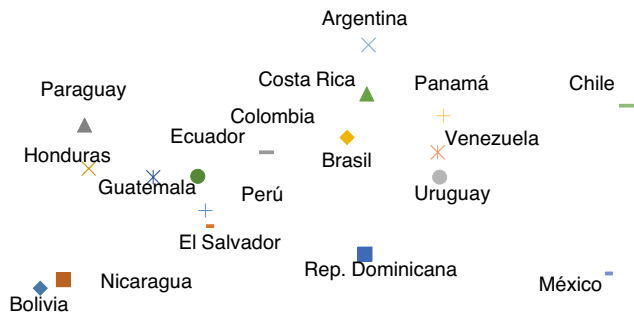 Argentina
Costa Rica
Panamá
Chile
Paraguay
Colombia
Ecuador
Venezuela
Honduras
Brasil
Guatemala
Perú
Uruguay
El Salvador
Rep. Dominicana
Nicaragua
México
Bolivia